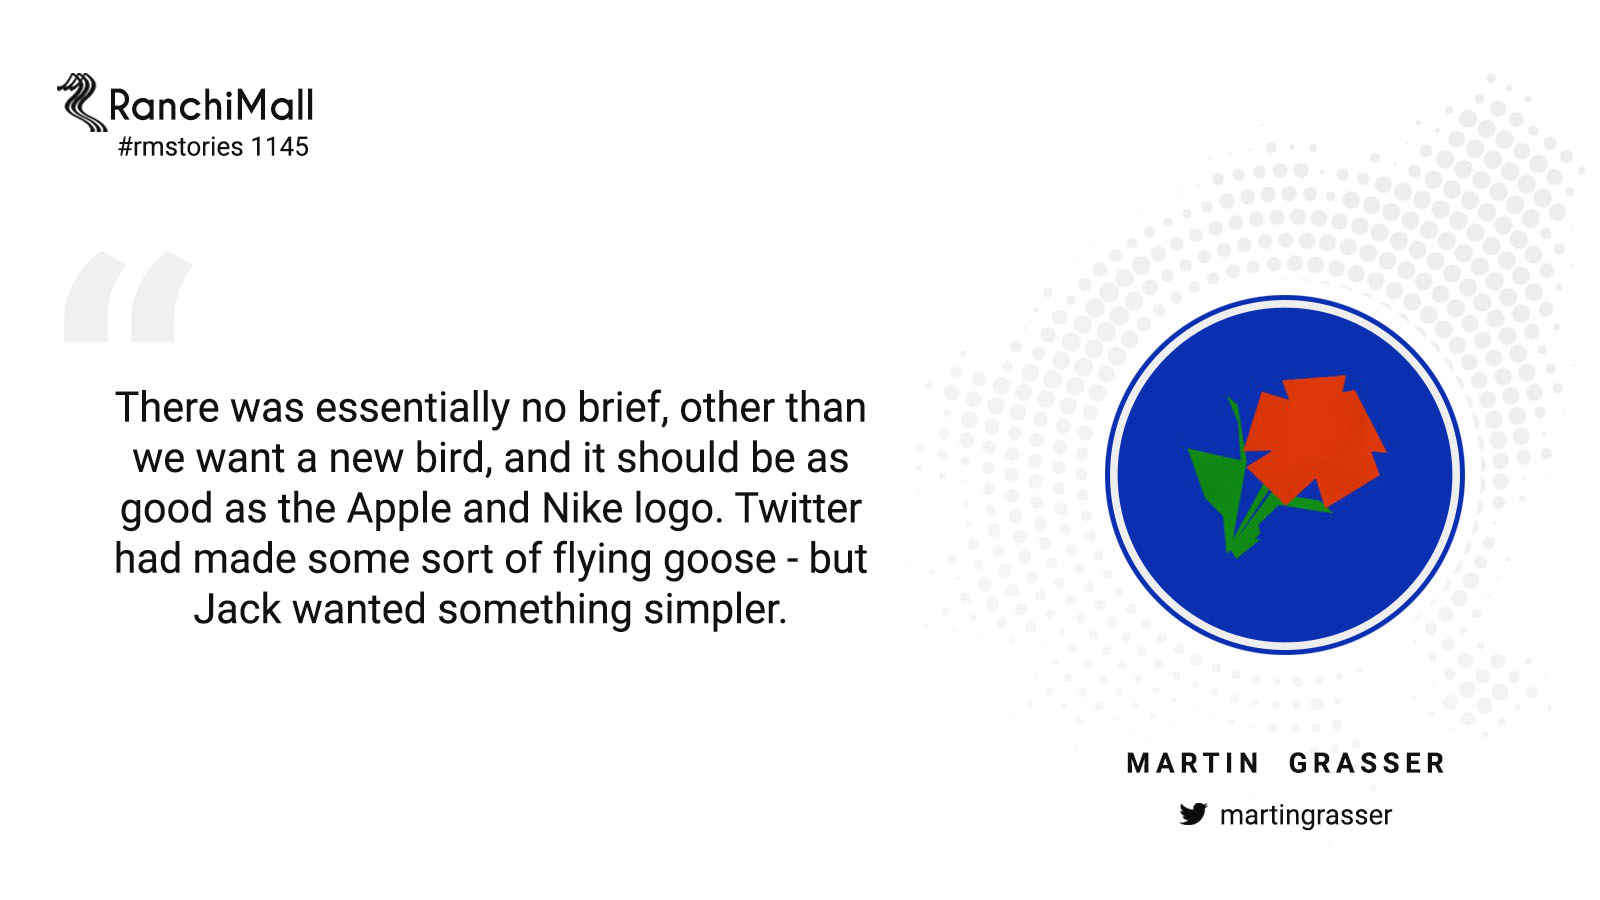 RanchiMall
#rmstories 1145
“
There was essentially no brief, other than
we want a new bird, and it should be as
good as the Apple and Nike logo. Twitter
had made some sort of flying goose - but
Jack wanted something simpler.
MARTIN GRASSER
martingrasser